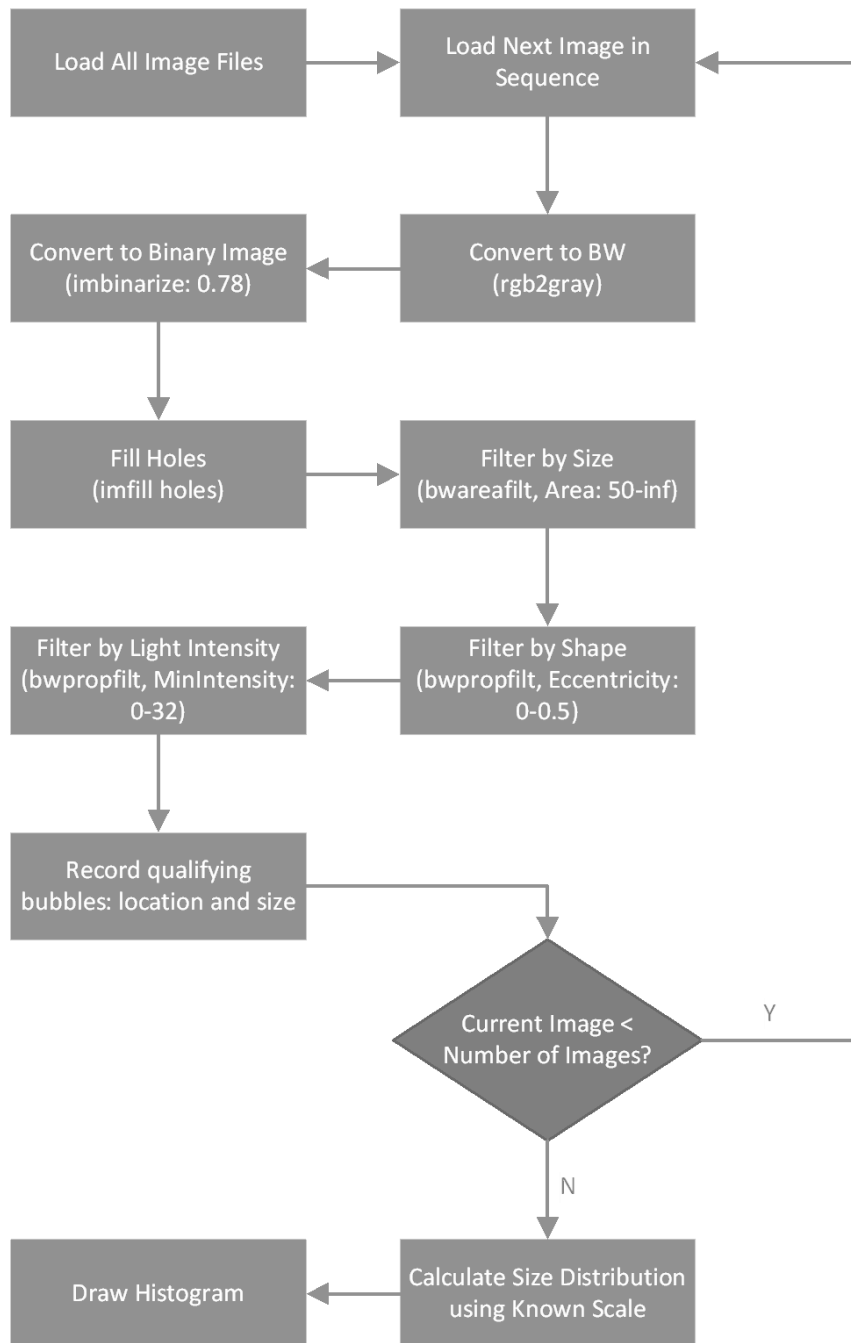 Load All Image Files
Load Next Image in
Sequence
Convert to BW
(rgb2gray)
Convert to Binary Image
(imbinarize: 0.78)
Fill Holes
(imfill holes)
Filter by Size
(bwareafilt, Area: 50-inf)
Filter by Shape
(bwpropfilt, Eccentricity:
0-0.5)
Filter by Light Intensity
(bwpropfilt, MinIntensity:
0-32)
Record qualifying
bubbles: location and size
Current Image <
Number of Images?
Y
N
Calculate Size Distribution
using Known Scale
Draw Histogram